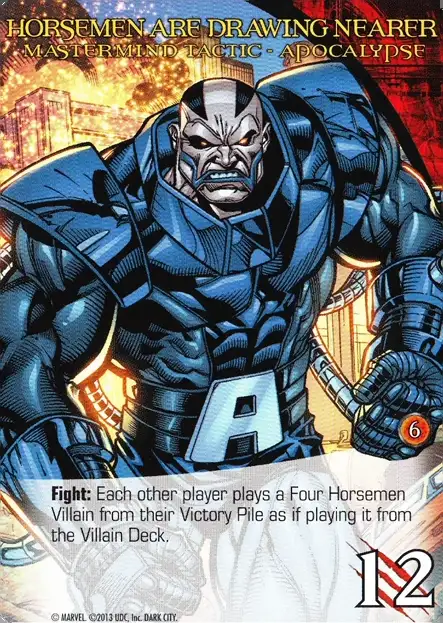 HORSEMEN ARE DRAWING NEARER
MASTERMIND TACTIC - APOCALYPSE
A
6
Fight: Each other player plays a Four Horsemen
Villain from their Victory Pile as if playing it from
the Villain Deck.
12
© MARVEL ©2013 UDC, Inc. DARK CITY.